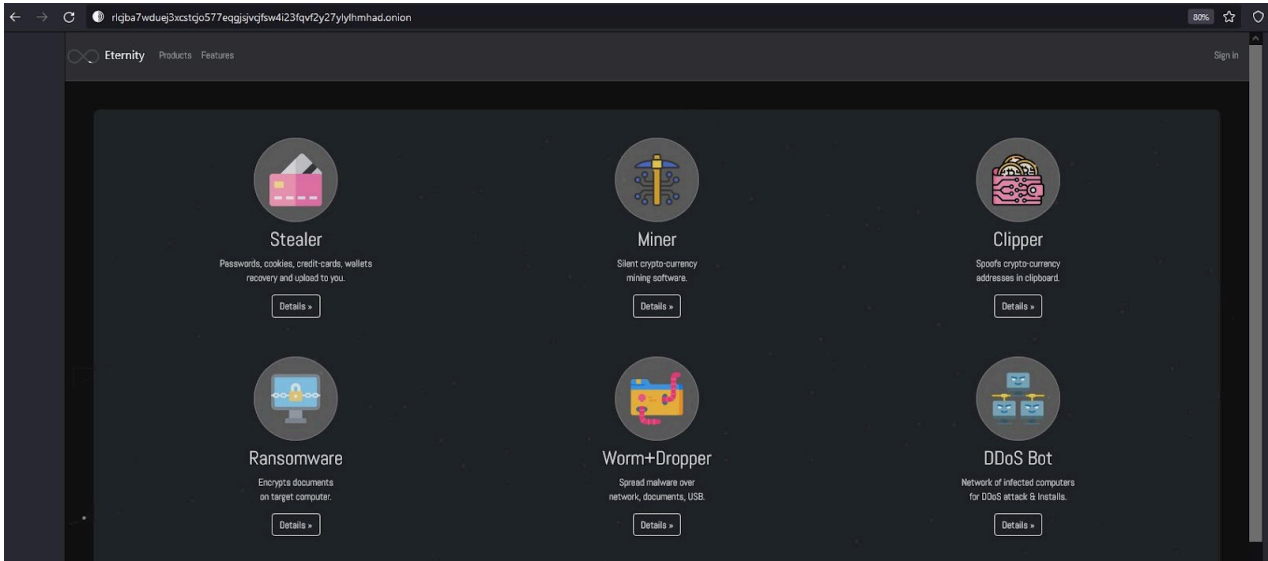 80%
Eternity Products Features Sign in
Stealer
Passwords, cookies, credit-cards, wallets
recovery and upload to you.
Details »
Miner
Silent crypto-currency
mining software.
Details »
Clipper
Spoofs crypto-currency
addresses in clipboard.
Details »
Ransomware
Encrypts documents
on target computer.
Details »
Worm+Dropper
Spread malware over
network, documents, USB.
Details »
DDoS Bot
Network of infected computers
for DDoS attack & Installs.
Details »